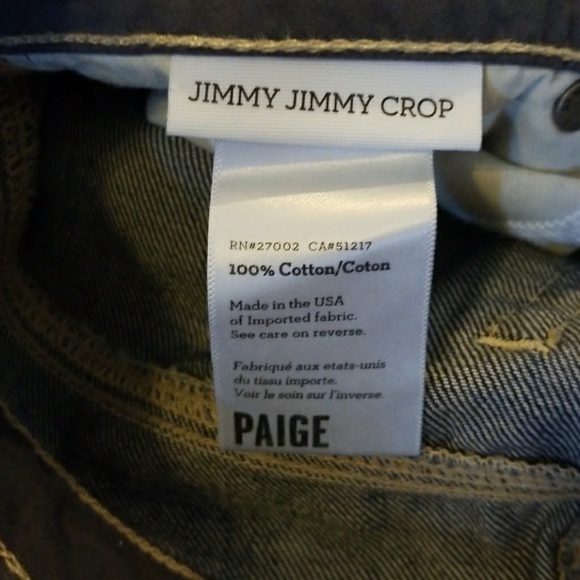 JIMMY JIMMY CROP
RN#27002 CA#51217
100% Cotton/Coton
Made in the USA
of Imported fabric.
See care on reverse.
Fabriqué aux etats-unis
du tissu importe.
Voir le soin sur l'inverse.
PAIGE